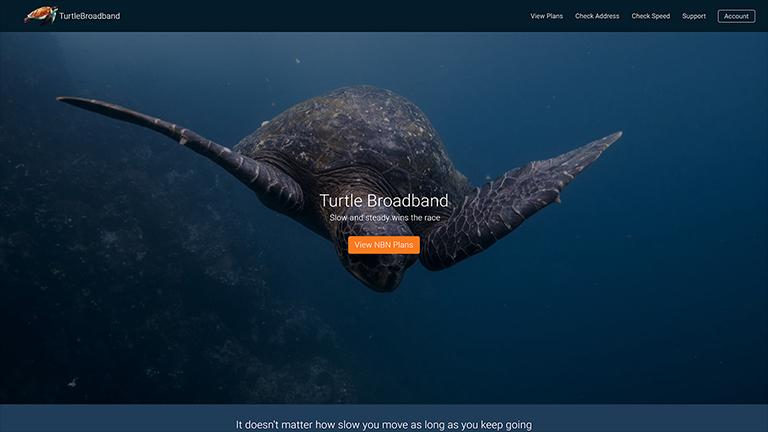 TurtleBroadband
View Plans
Check Address
Check Speed
Support
Account
Turtle Broadband
Slow and steady wins the race
View NBN Plans
It doesn't matter how slow you move as long as you keep going